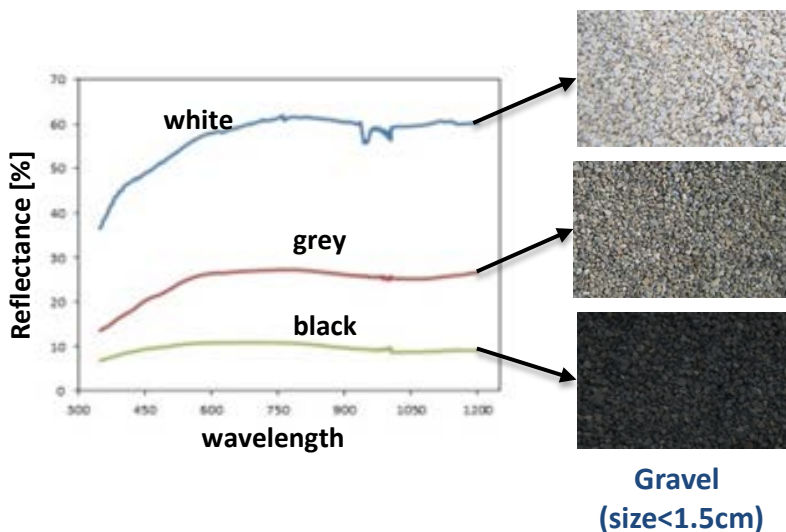 70
60
50
40
30
20
10
0
300 450 600 750 900 1050 1200
Reflectance [%]
wavelength
white
grey
black
Gravel
(size<1.5cm)